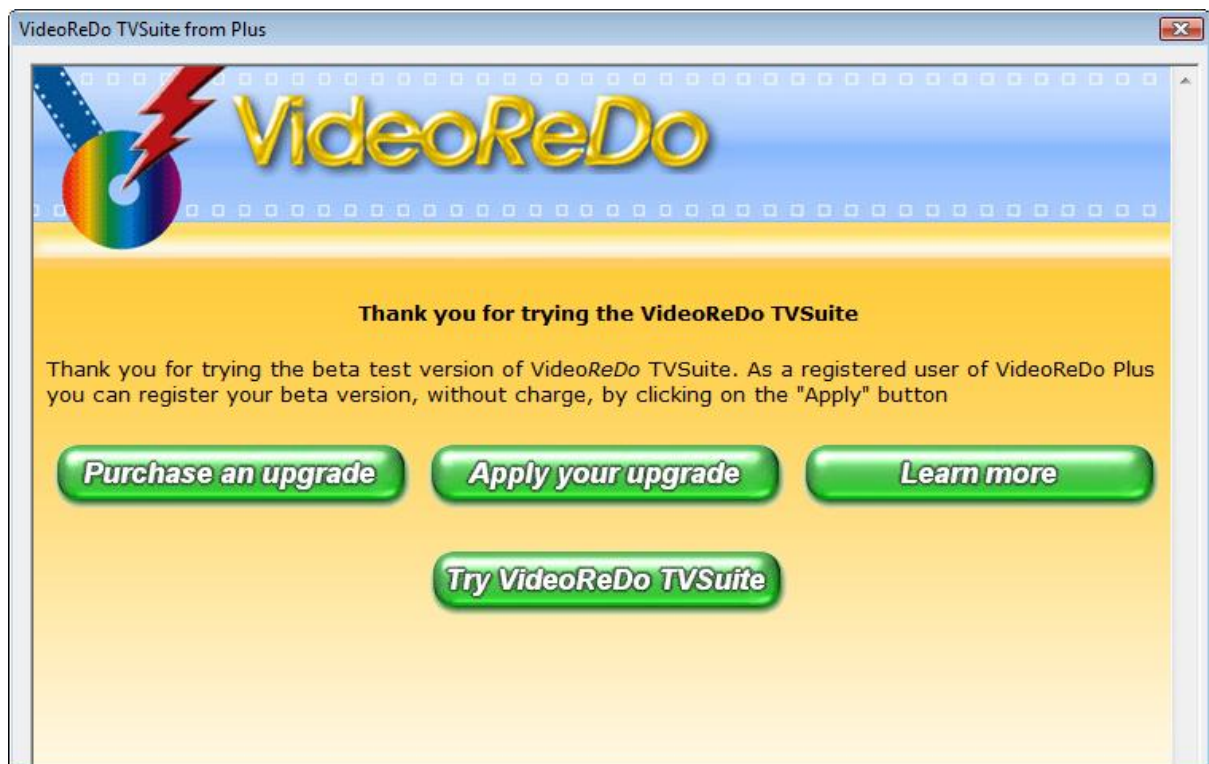 VideoReDo TVSuite from Plus
VideoReDo
Thank you for trying the VideoReDo TVSuite
Thank you for trying the beta test version of VideoReDo TVSuite. As a registered user of VideoReDo Plus
you can register your beta version, without charge, by clicking on the "Apply" button
Purchase an upgrade
Apply your upgrade
Learn more
Try VideoReDo TVSuite